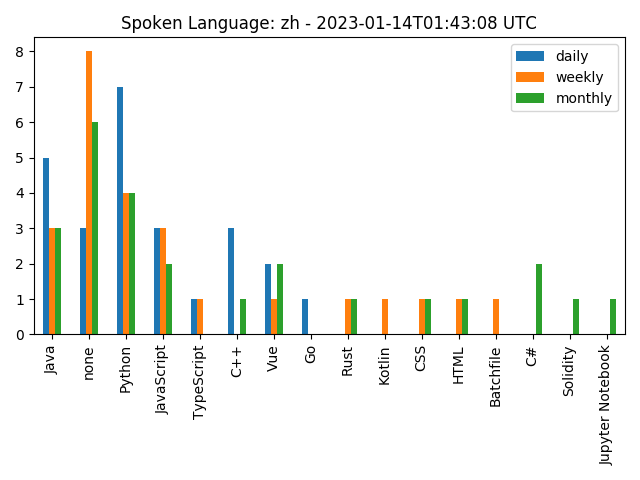 Spoken Language: zh - 2023-01-14T01:43:08 UTC
daily
weekly
monthly
8
7
6
5
4
3
2
1
0
Java
none
Python
JavaScript
TypeScript
C++
Vue
Go
Rust
Kotlin
CSS
HTML
Batchfile
C#
Solidity
Jupyter Notebook